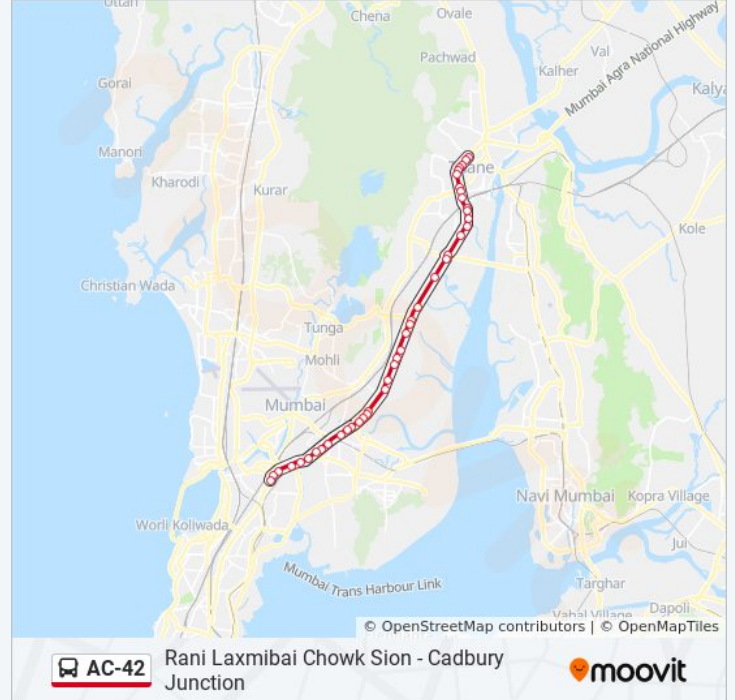 Uttan
Chena
Ovale
Pachwad
Val
Kalher
Mumbai Agra National Highway
Gorai
Kalya
Manori
Thane
Kharodi
Kurar
Kole
Christian Wada
Tunga
Mohli
Mumbai
Navi Mumbai
Kopra Village
Worli Koliwada
Jui
Mumbai Trans Harbour Link
Targhar
Dapoli
Vahal Village
© OpenStreetMap contributors | © OpenMapTiles
AC-42
Rani Laxmibai Chowk Sion - Cadbury
Junction
moovit